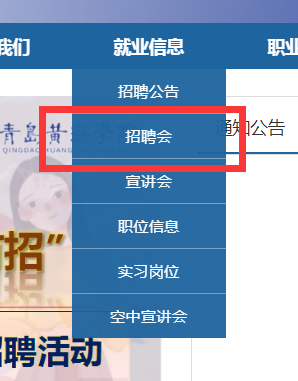 我们 就业信息 职业
招聘公告
招聘会
通知公告
宣讲会
职位信息
实习岗位
空中宣讲会
青岛黄
QINGDAO HUANG
招”
聘活动